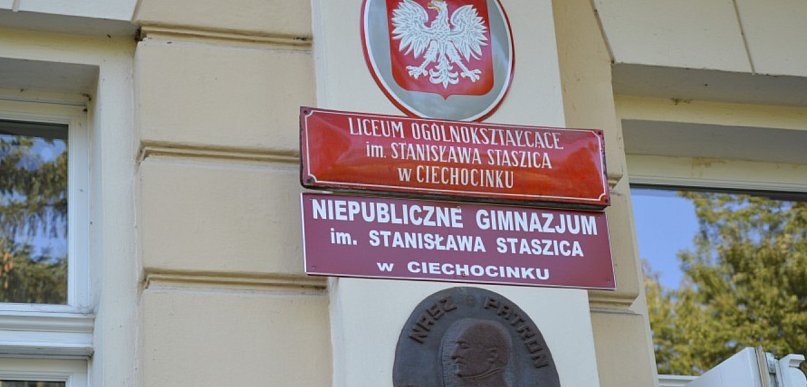 LICEUM OGÓLNOKSZTAŁCĄCE
im. STANISŁAWA STASZICA
w CIECHOCINKU
NIEPUBLICZNE GIMNAZJUM
im. STANISŁAWA STASZICA
w CIECHOCINKU
NASZ PATRON